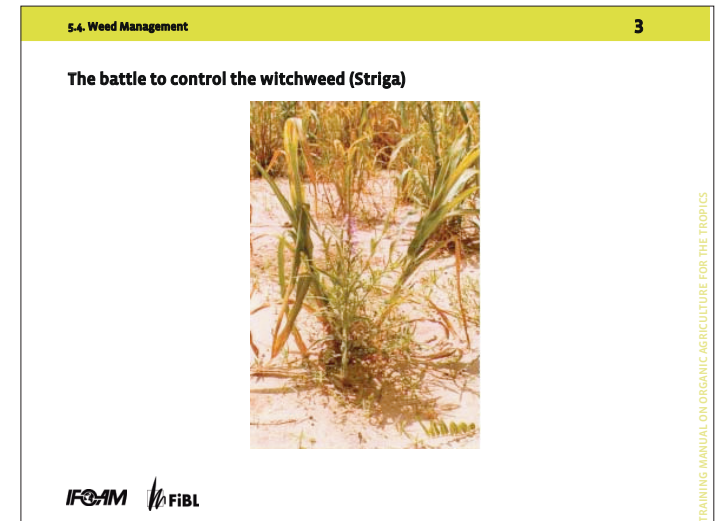 5.4. Weed Management
3
The battle to control the witchweed (Striga)
TRAINING MANUAL ON ORGANIC AGRICULTURE FOR THE TROPICS
IFOAM
FiBL